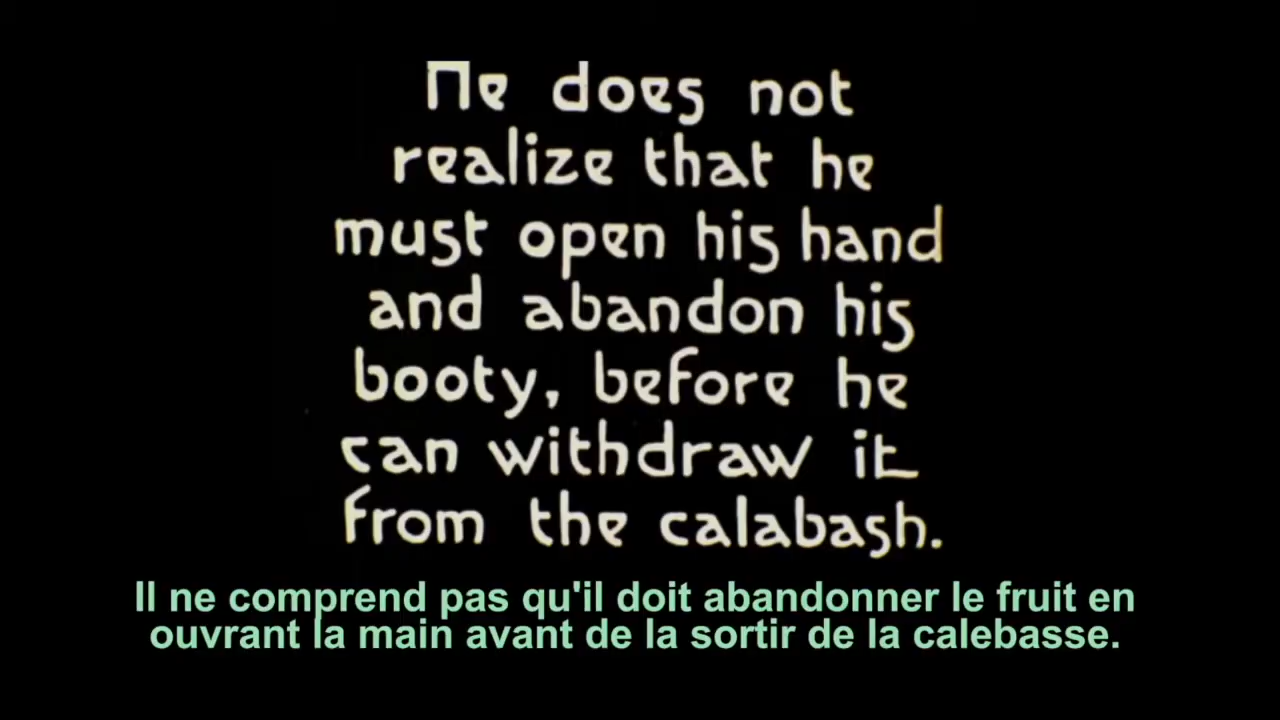 He does not
realize that he
must open his hand
and abandon his
booty, before he
can withdraw it
from the calabash.
Il ne comprend pas qu'il doit abandonner le fruit en
ouvrant la main avant de la sortir de la calebasse.